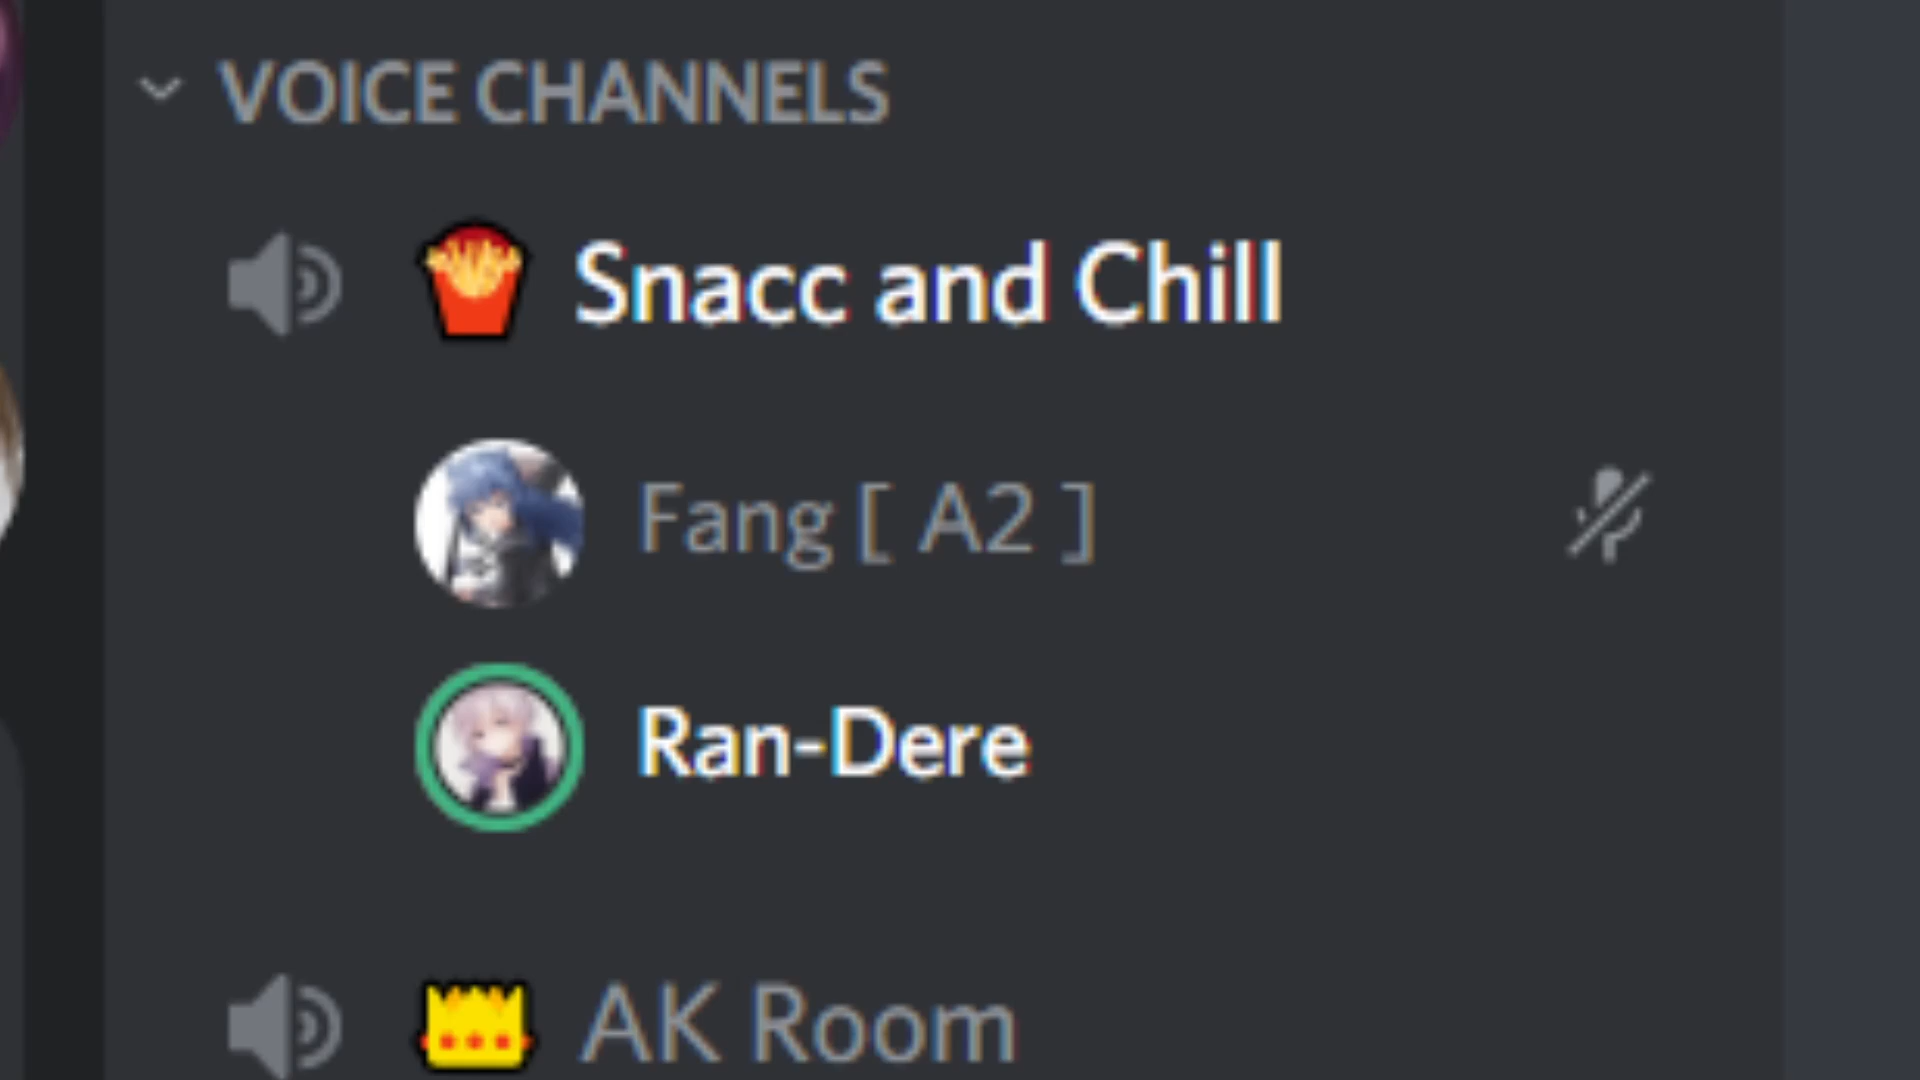 VOICE CHANNELS
🍟 Snacc and Chill
Fang [ A2 ]
Ran-Dere
AK Room